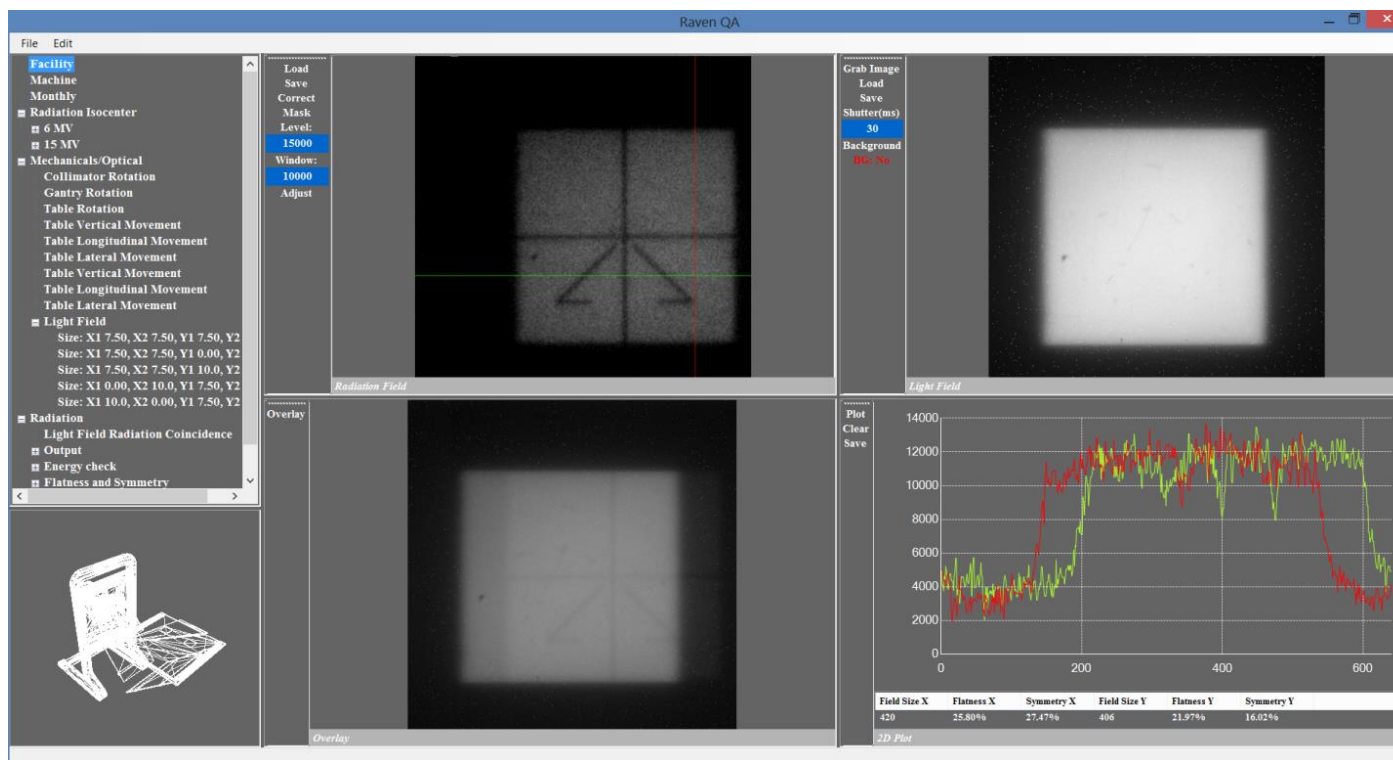 Raven QA
File Edit
Facility
Machine
Monthly
Radiation Isocenter
6 MV
15 MV
Mechanicals/Optical
Collimator Rotation
Gantry Rotation
Table Rotation
Table Vertical Movement
Table Longitudinal Movement
Table Lateral Movement
Table Vertical Movement
Table Longitudinal Movement
Table Lateral Movement
Light Field
Size: X1 7.50, X2 7.50, Y1 7.50, Y2
Size: X1 7.50, X2 7.50, Y1 0.00, Y2
Size: X1 7.50, X2 7.50, Y1 10.0, Y2
Size: X1 0.00, X2 10.0, Y1 7.50, Y2
Size: X1 10.0, X2 0.00, Y1 7.50, Y2
Radiation
Light Field Radiation Coincidence
Output
Energy check
Flatness and Symmetry
Load
Save
Correct
Mask
Level:
15000
Window:
10000
Adjust
Radiation Field
Grab Image
Load
Save
Shutter(ms)
30
Background
BG: No
Light Field
Overlay
Overlay
Plot
Clear
Save
14000
12000
10000
8000
6000
4000
2000
0
0 200 400 600
Field Size X Flatness X Symmetry X Field Size Y Flatness Y Symmetry Y
420 25.80% 27.47% 406 21.97% 16.02%
2D Plot